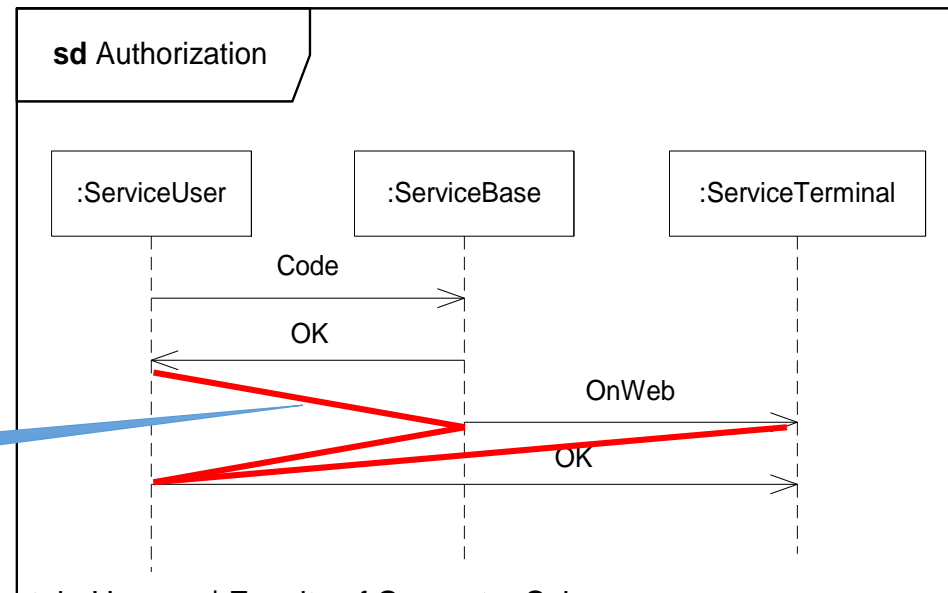 sd Authorization
:ServiceUser :ServiceBase :ServiceTerminal
Code
OK
OnWeb
OK